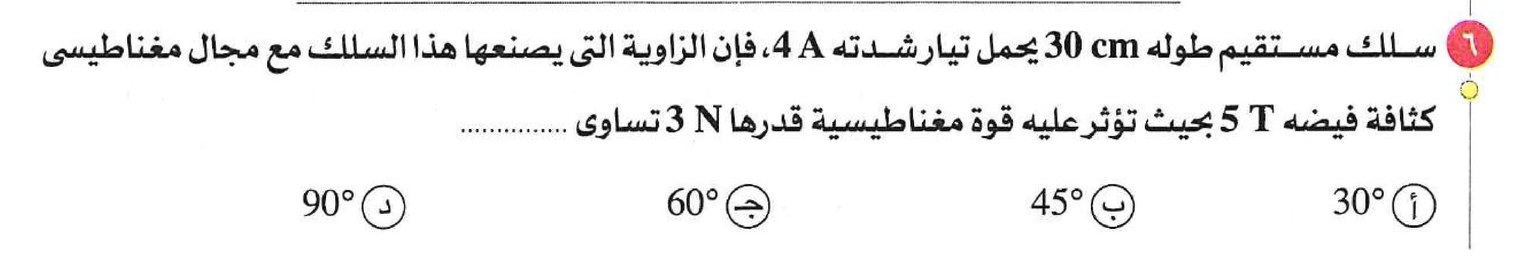 ٦ سلك مستقيم طوله 30 cm يحمل تيار شدته 4 A، فإن الزاوية التى يصنعها هذا السلك مع مجال مغناطيسى
كثافة فيضه 5 T بحيث تؤثر عليه قوة مغناطيسية قدرها 3 N تساوى ...............
أ 30° ب 45° جـ 60° د 90°